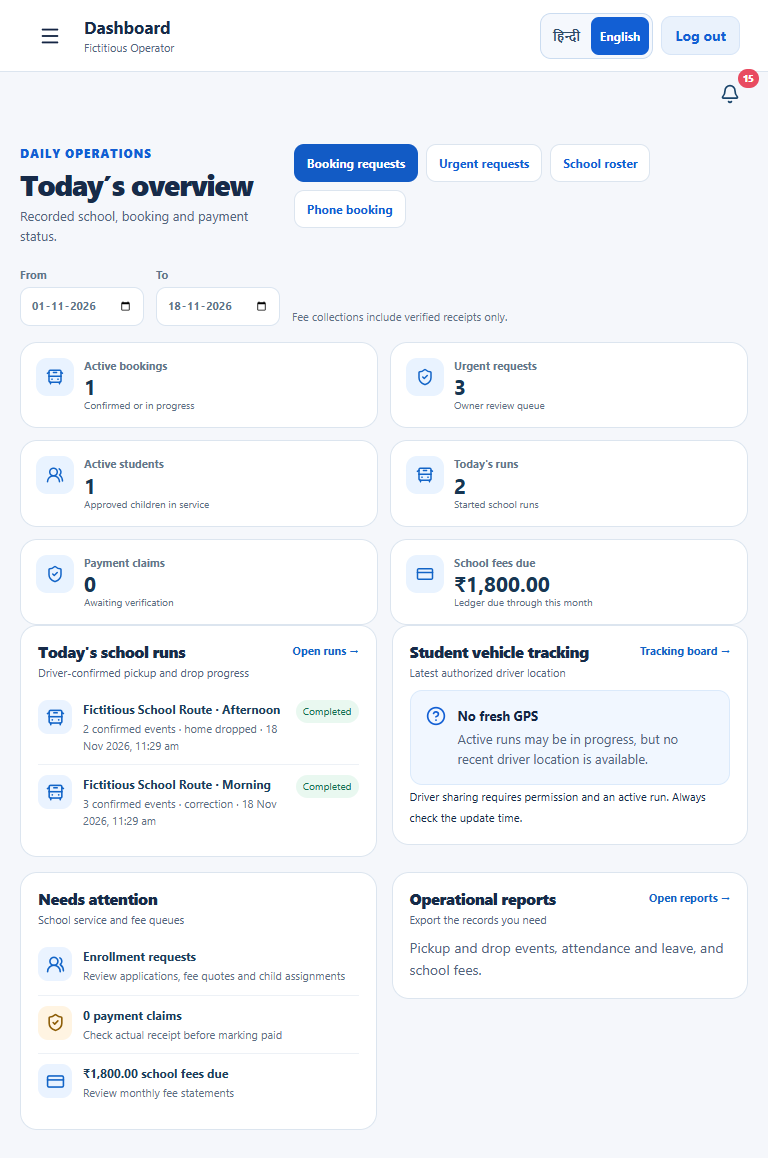 Dashboard
Fictitious Operator
हिन्दी
English
Log out
15
DAILY OPERATIONS
Today´s overview
Recorded school, booking and payment
status.
Booking requests
Urgent requests
School roster
Phone booking
From
To
01-11-2026
18-11-2026
Fee collections include verified receipts only.
Active bookings
1
Confirmed or in progress
Urgent requests
3
Owner review queue
Active students
1
Approved children in service
Today's runs
2
Started school runs
Payment claims
0
Awaiting verification
School fees due
₹1,800.00
Ledger due through this month
Today's school runs
Open runs →
Driver-confirmed pickup and drop progress
Fictitious School Route · Afternoon
Completed
2 confirmed events · home dropped · 18
Nov 2026, 11:29 am
Fictitious School Route · Morning
Completed
3 confirmed events · correction · 18 Nov
2026, 11:29 am
Student vehicle tracking
Tracking board →
Latest authorized driver location
No fresh GPS
Active runs may be in progress, but no
recent driver location is available.
Driver sharing requires permission and an active run. Always
check the update time.
Needs attention
School service and fee queues
Enrollment requests
Review applications, fee quotes and child assignments
0 payment claims
Check actual receipt before marking paid
₹1,800.00 school fees due
Review monthly fee statements
Operational reports
Open reports →
Export the records you need
Pickup and drop events, attendance and leave, and
school fees.